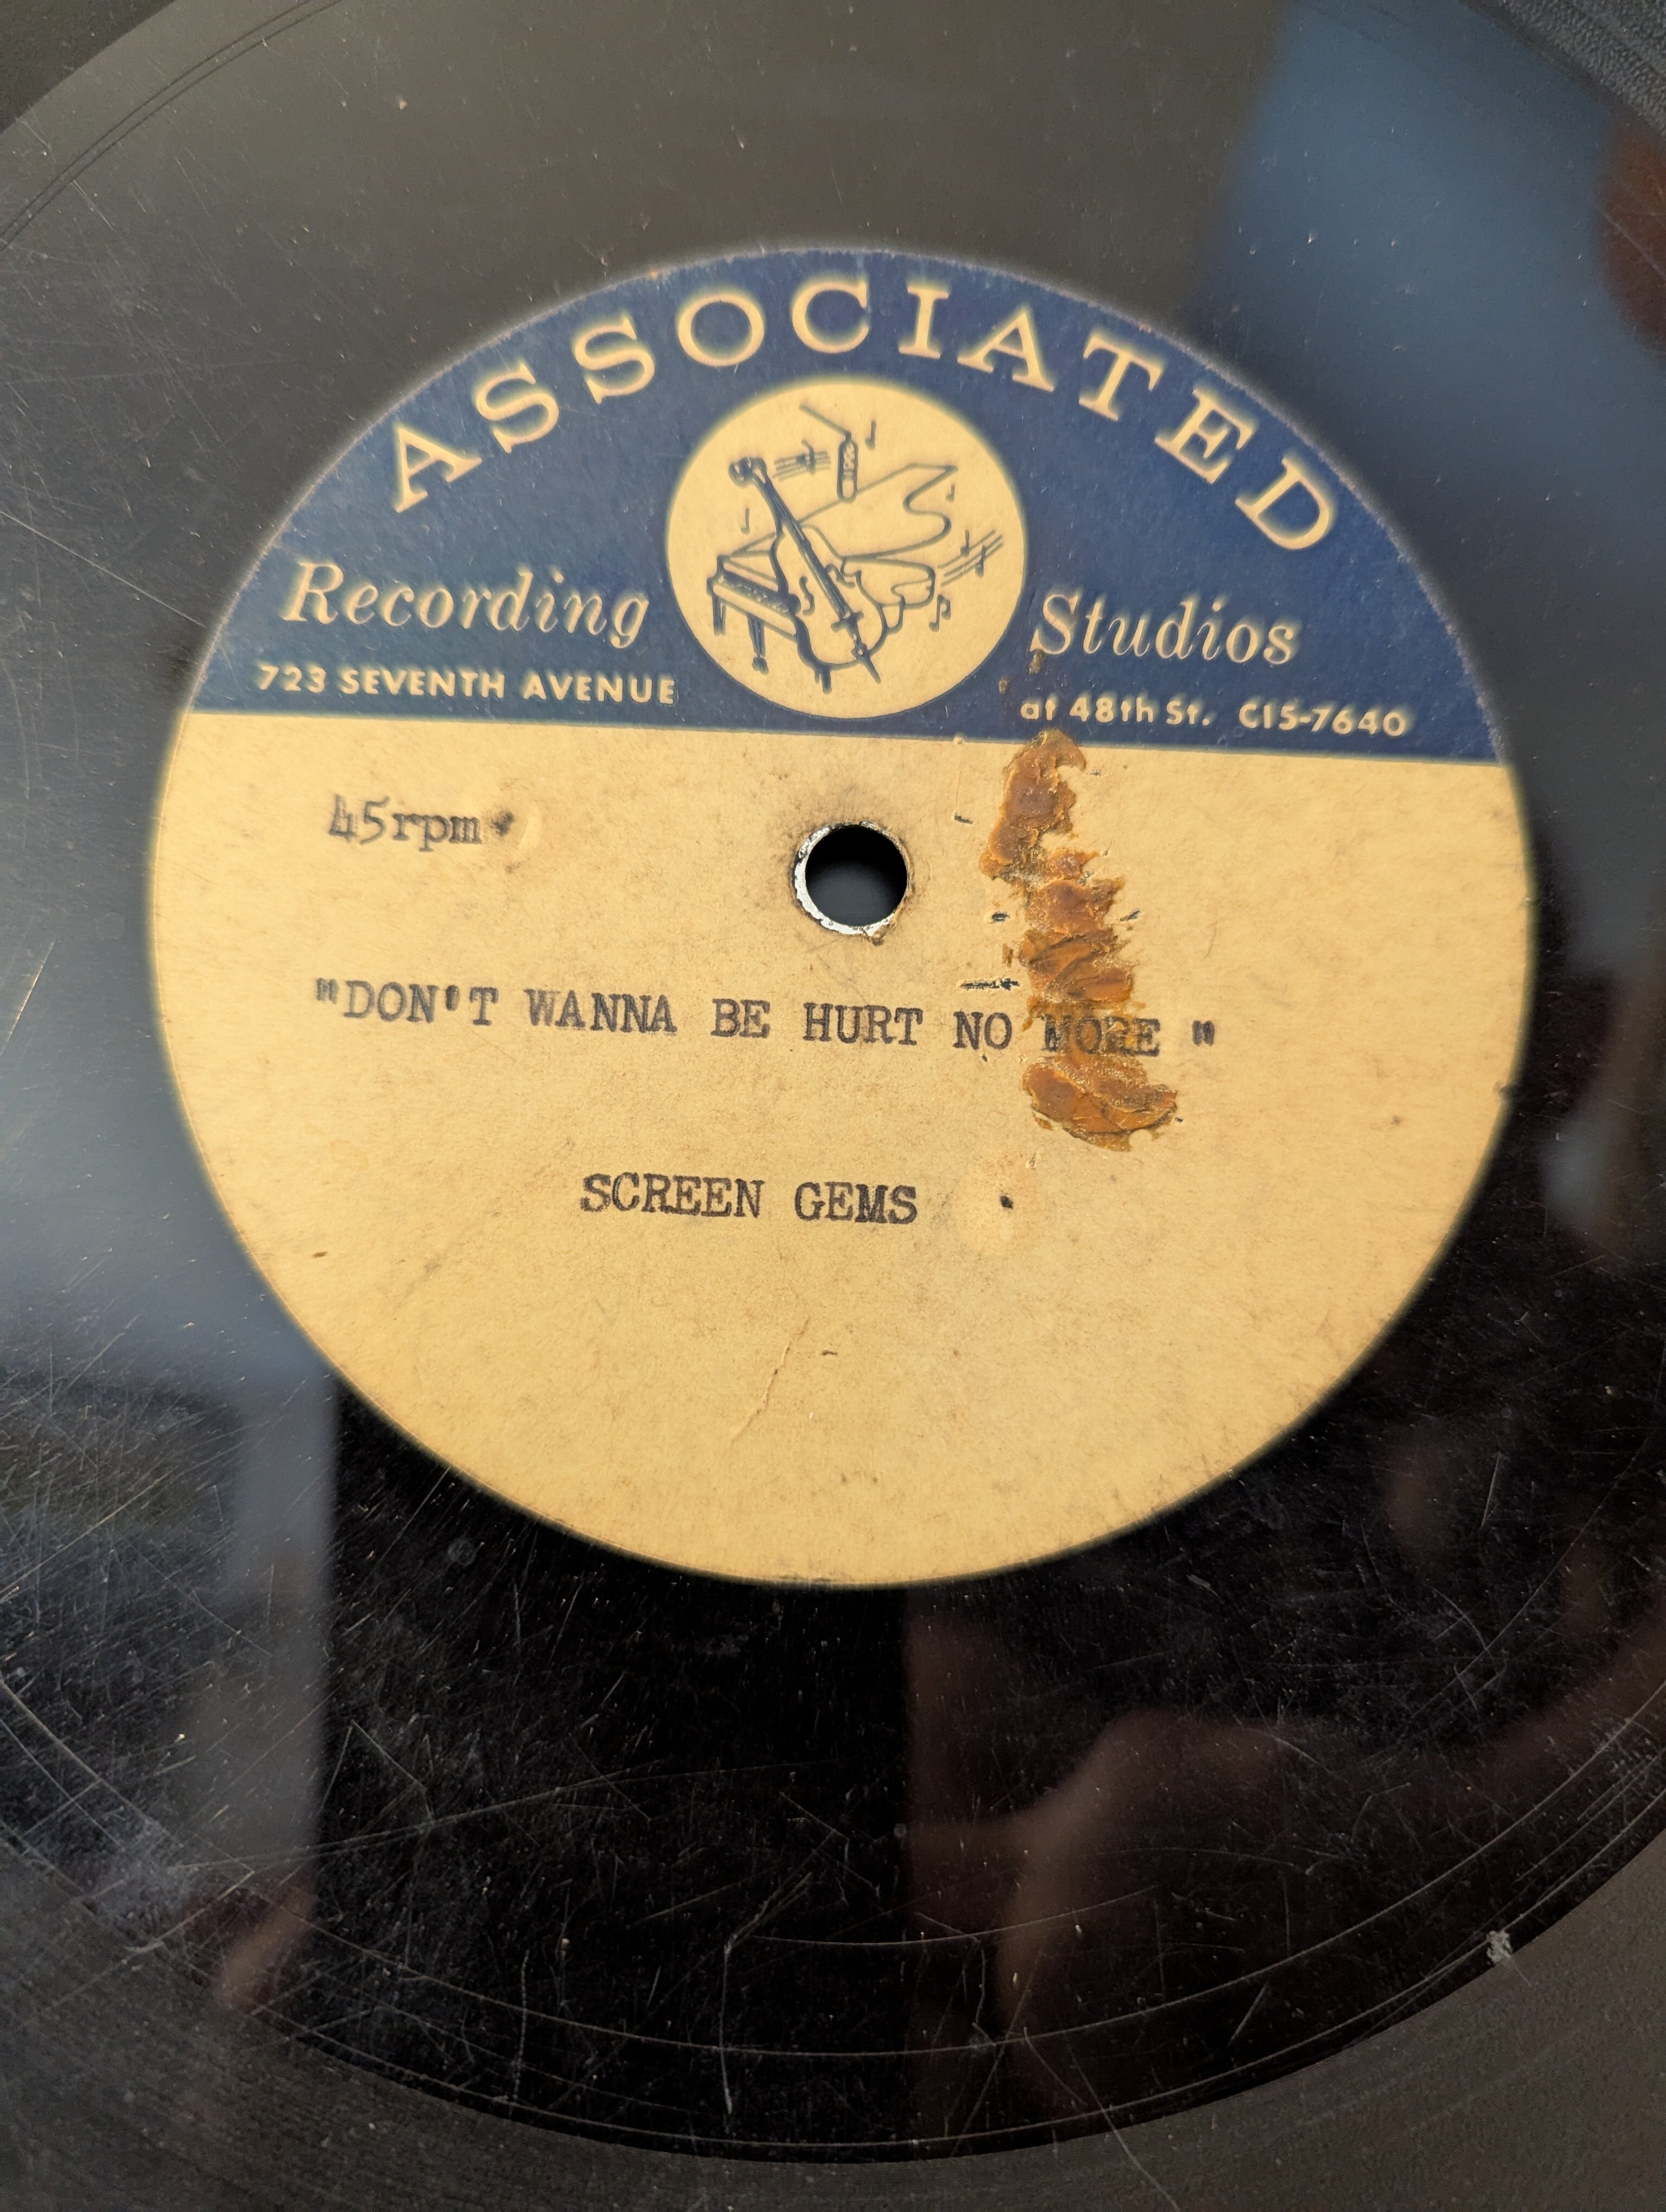 ASSOCIATED
Recording Studios
723 SEVENTH AVENUE at 48th St. CI5-7640
45rpm
"DON'T WANNA BE HURT NO MORE "
SCREEN GEMS